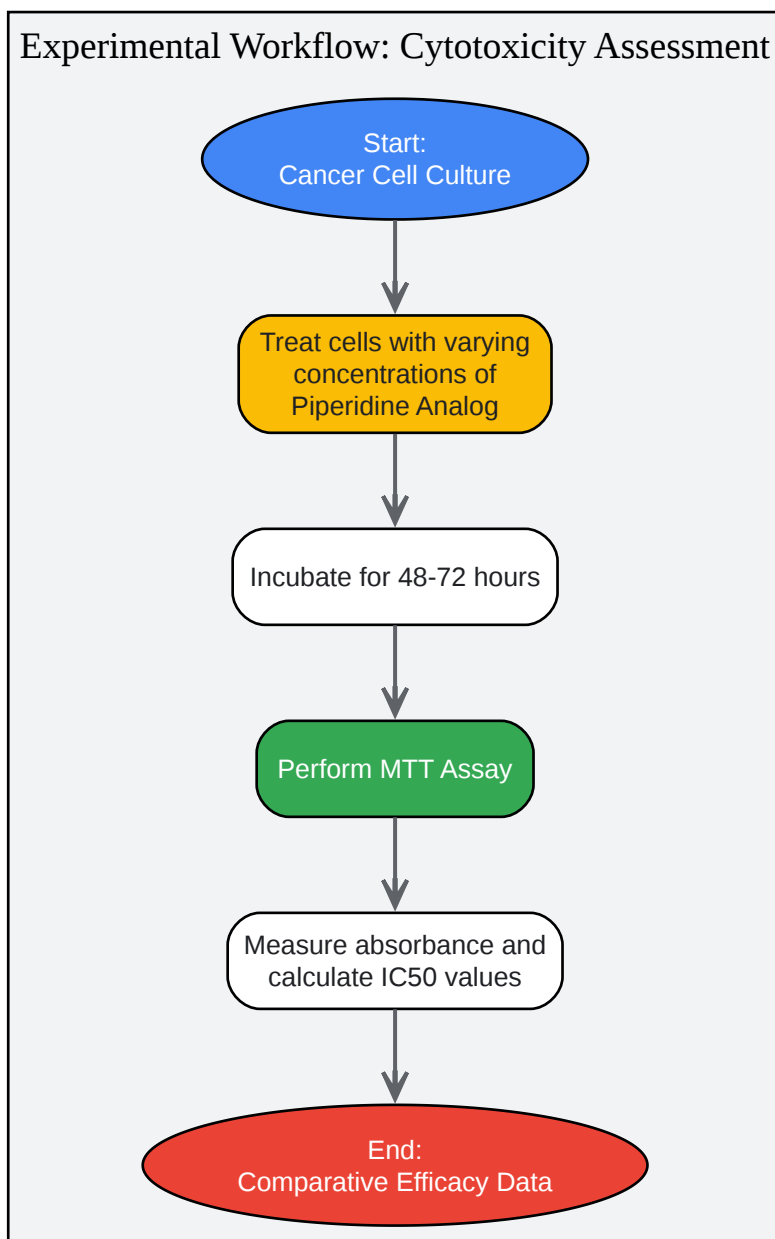 Experimental Workflow: Cytotoxicity Assessment
Start:
Cancer Cell Culture
Treat cells with varying
concentrations of
Piperidine Analog
Incubate for 48-72 hours
Perform MTT Assay
Measure absorbance and
calculate IC50 values
End:
Comparative Efficacy Data